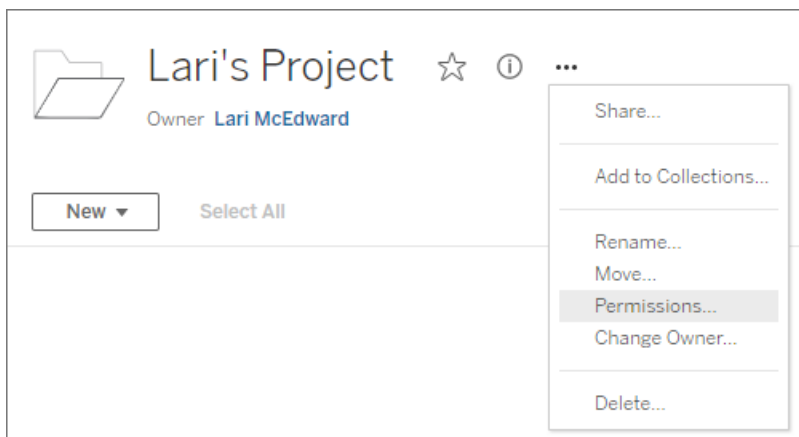 Lari's Project
Owner Lari McEdward
New
Select All
Share...
Add to Collections...
Rename...
Move...
Permissions...
Change Owner...
Delete...